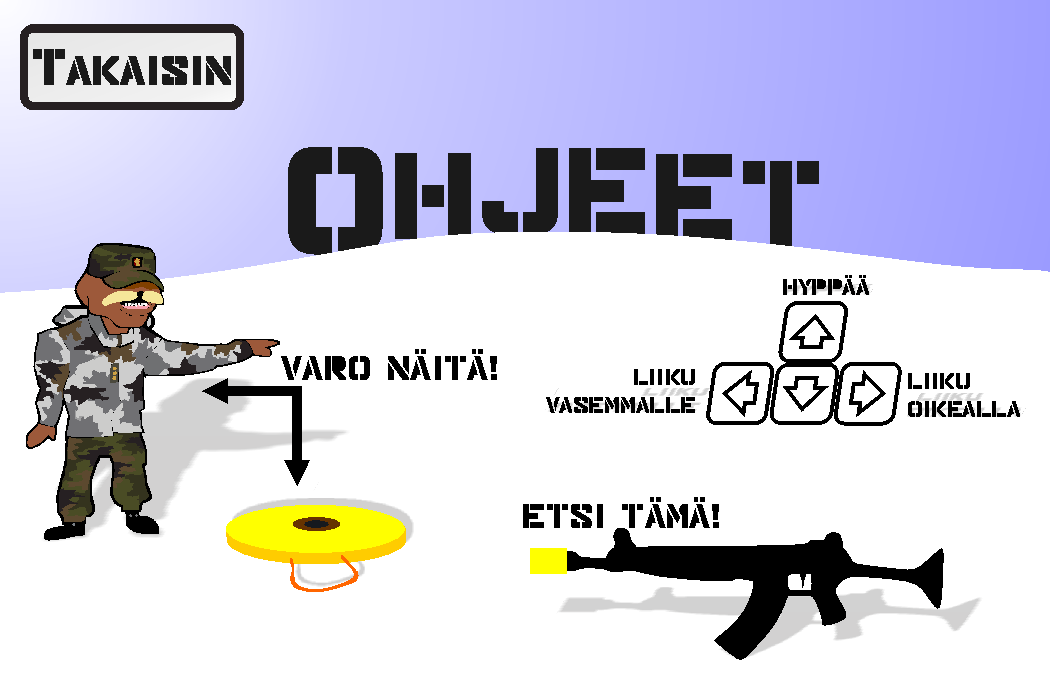 TAKAISIN
OHJEET
HYPPÄÄ
VARO NÄITÄ!
LIIKU
VASEMMALLE
LIIKU
OIKEALLA
ETSI TÄMÄ!